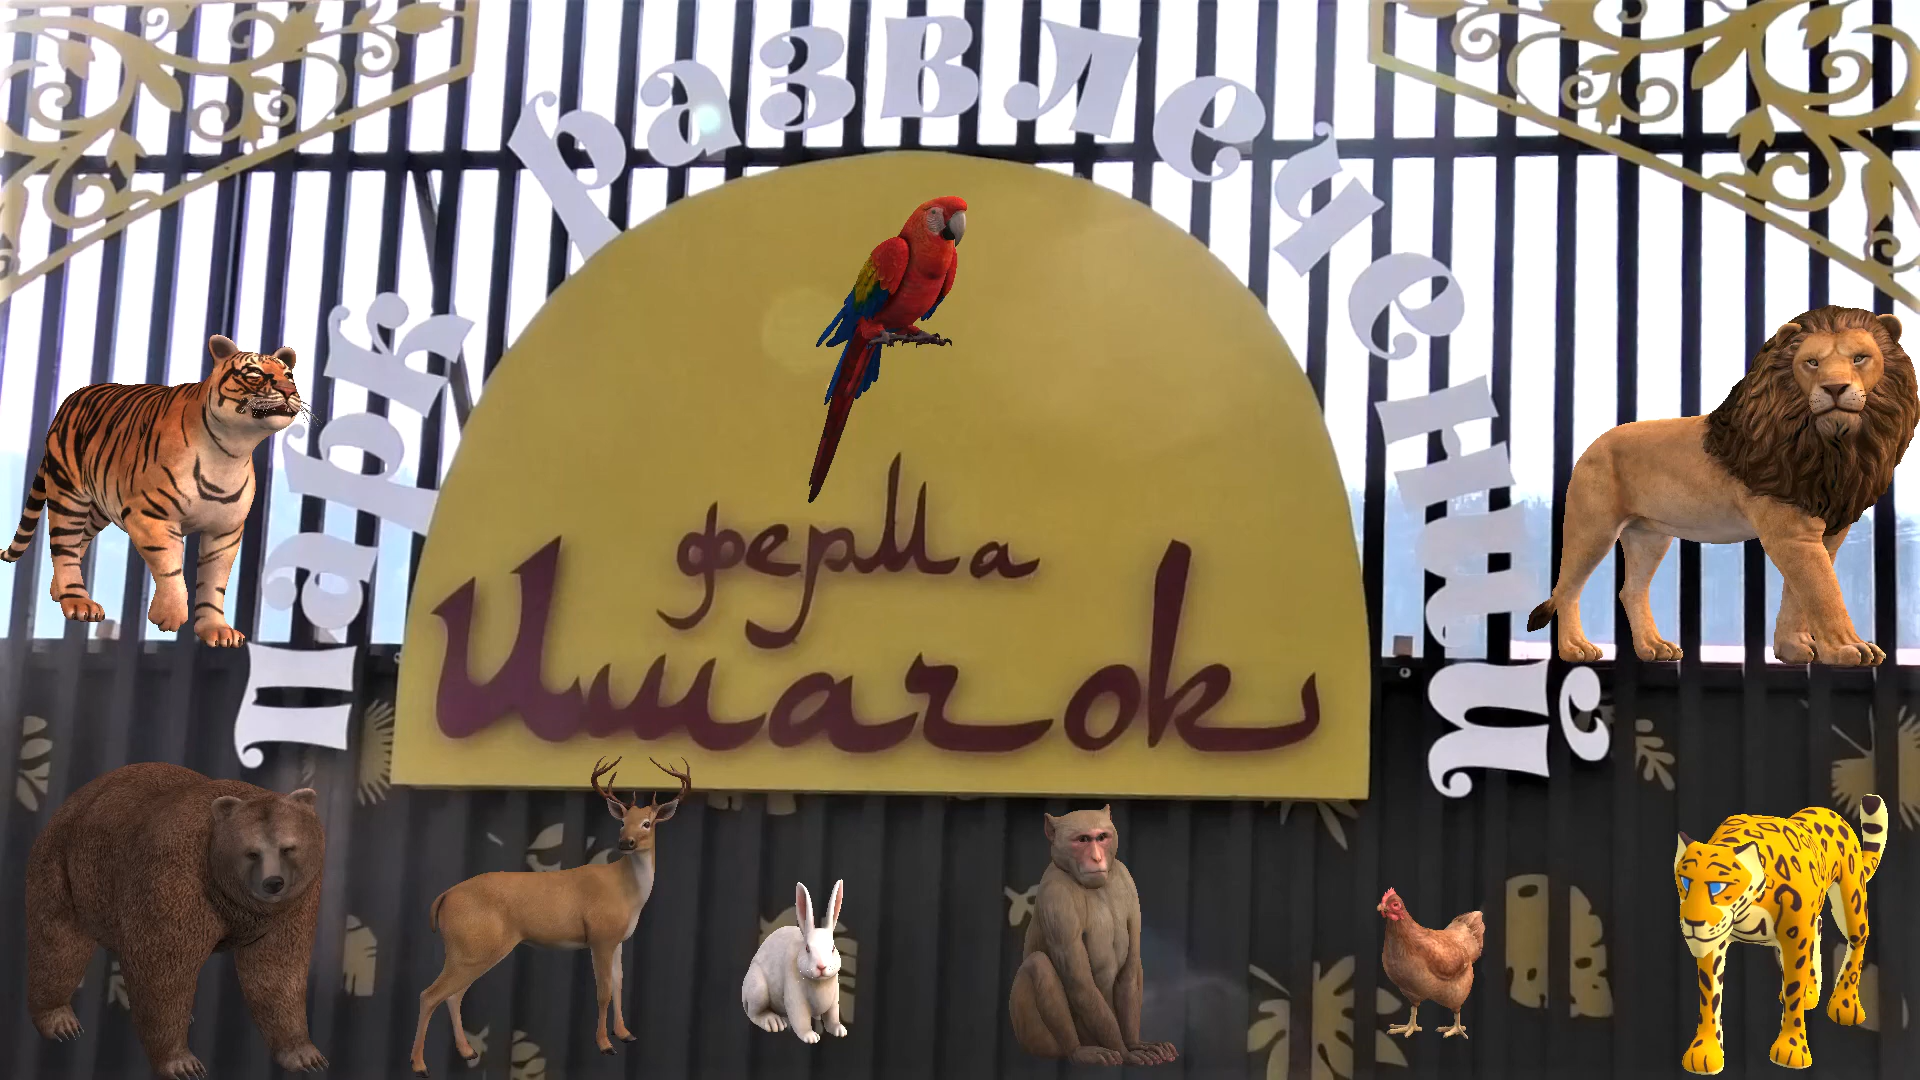 парк развлечений
ферма
Ишачок